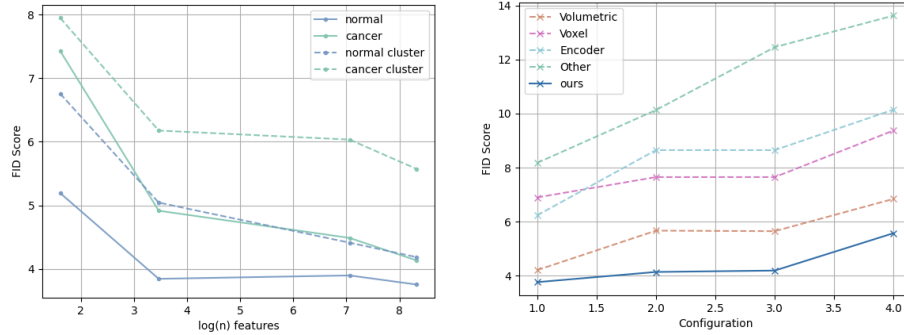 8
7
6
5
4
FID Score
2
3
4
5
6
7
8
log(n) features
normal
cancer
normal cluster
cancer cluster
14
12
10
8
6
4
FID Score
1.0
1.5
2.0
2.5
3.0
3.5
4.0
Configuration
Volumetric
Voxel
Encoder
Other
ours